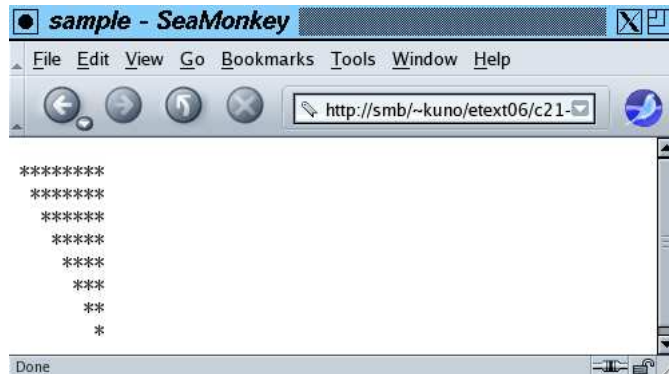 sample - SeaMonkey
File Edit View Go Bookmarks Tools Window Help
http://smb/~kuno/etext06/c21-
********
*******
******
*****
****
***
**
*
Done